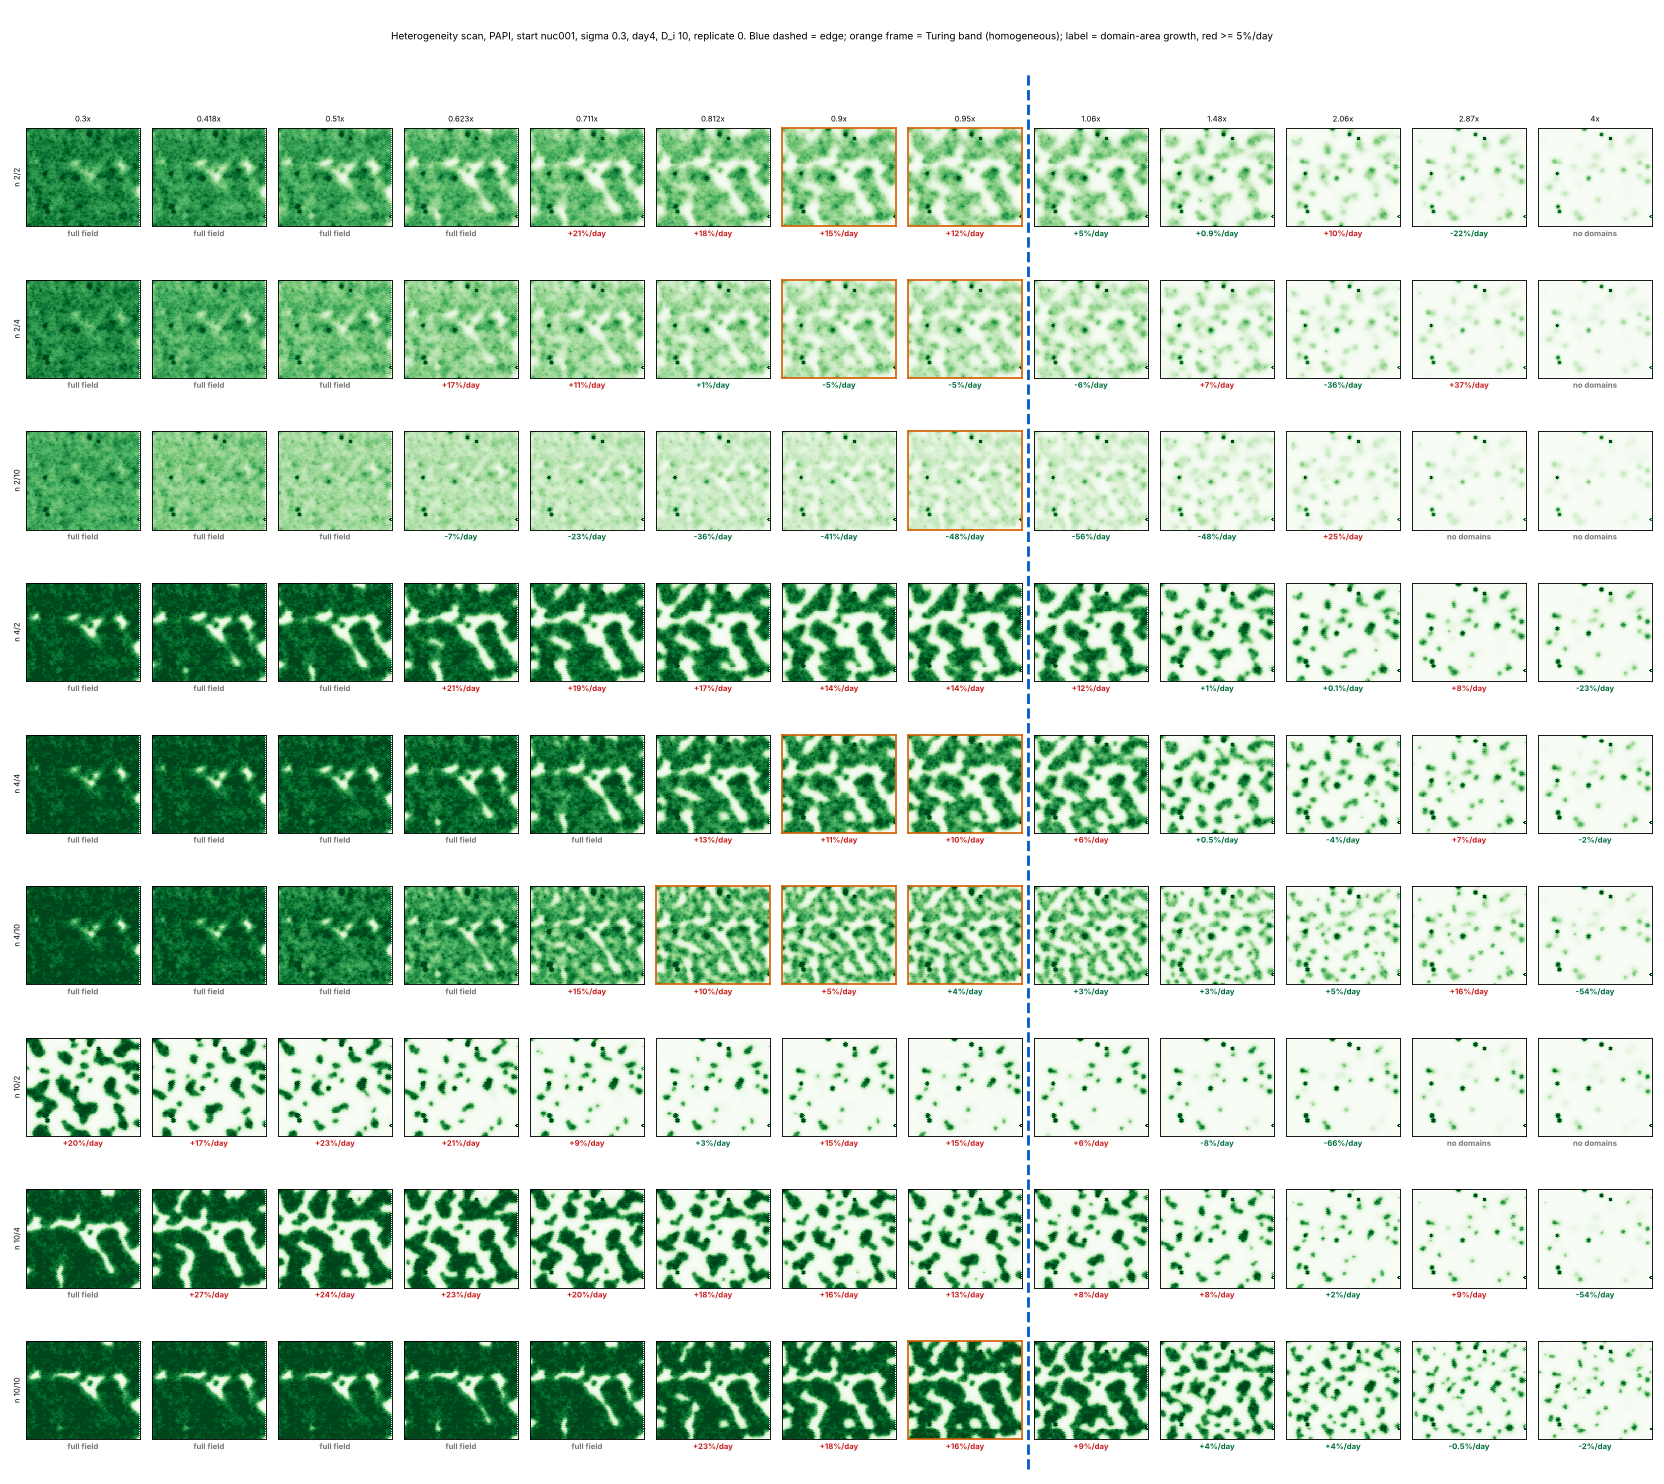 Heterogeneity scan, PAPI, start nuc001, sigma 0.3, day4, D_i 10, replicate 0. Blue dashed = edge; orange frame = Turing band (homogeneous); label = domain-area growth, red >= 5%/day
0.3x 0.418x 0.51x 0.623x 0.711x 0.812x 0.9x 0.95x 1.06x 1.48x 2.06x 2.87x 4x
n 2/2
full field full field full field full field +21%/day +18%/day +15%/day +12%/day +5%/day +0.9%/day +10%/day -22%/day no domains
n 2/4
full field full field full field +17%/day +11%/day +1%/day -5%/day -5%/day -6%/day +7%/day -36%/day +37%/day no domains
n 2/10
full field full field full field -7%/day -23%/day -36%/day -41%/day -48%/day -56%/day -48%/day +25%/day no domains no domains
n 4/2
full field full field full field +21%/day +19%/day +17%/day +14%/day +14%/day +12%/day +1%/day +0.1%/day +8%/day -23%/day
n 4/4
full field full field full field full field full field +13%/day +11%/day +10%/day +6%/day +0.5%/day -4%/day +7%/day -2%/day
n 4/10
full field full field full field full field +15%/day +10%/day +5%/day +4%/day +3%/day +3%/day +5%/day +16%/day -54%/day
n 10/2
+20%/day +17%/day +23%/day +21%/day +9%/day +3%/day +15%/day +15%/day +6%/day -8%/day -66%/day no domains no domains
n 10/4
full field +27%/day +24%/day +23%/day +20%/day +18%/day +16%/day +13%/day +8%/day +8%/day +2%/day +9%/day -54%/day
n 10/10
full field full field full field full field full field +23%/day +18%/day +16%/day +9%/day +4%/day +4%/day -0.5%/day -2%/day